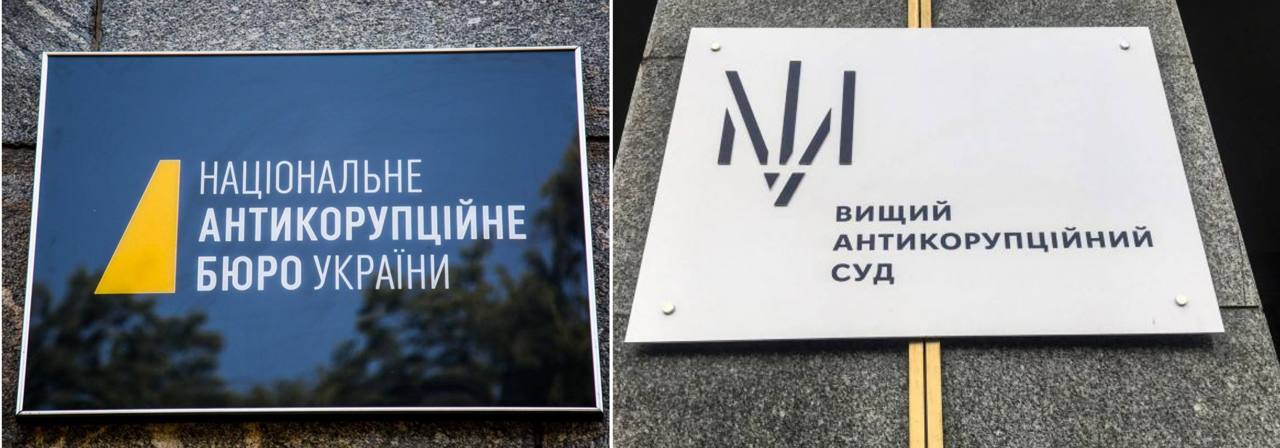 НАЦІОНАЛЬНЕ
АНТИКОРУПЦІЙНЕ
БЮРО УКРАЇНИ
ВИЩИЙ
АНТИКОРУПЦІЙНИЙ
СУД